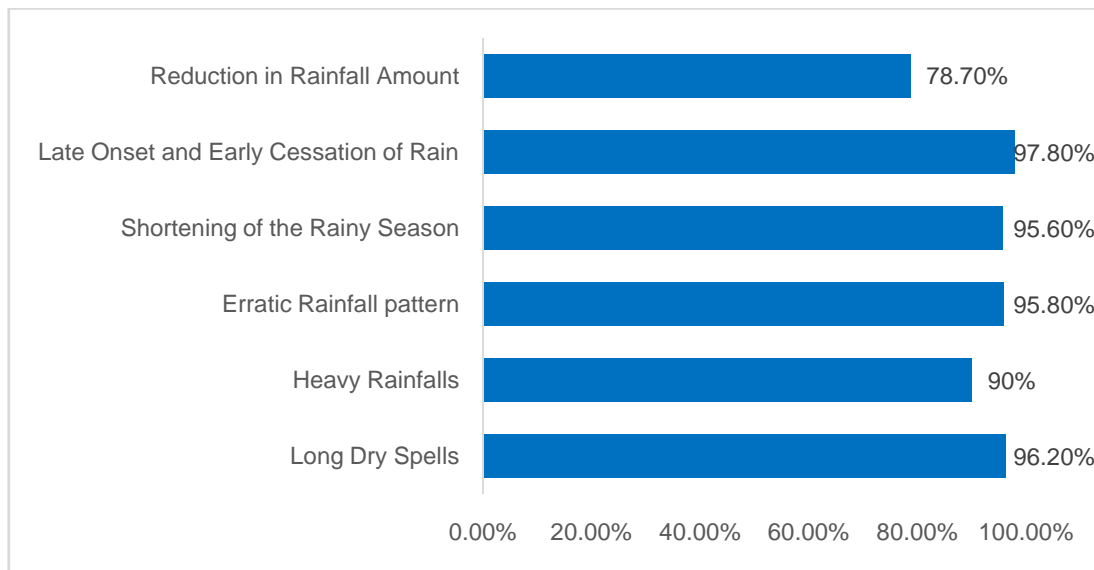 Reduction in Rainfall Amount 78.70%
Late Onset and Early Cessation of Rain 97.80%
Shortening of the Rainy Season 95.60%
Erratic Rainfall pattern 95.80%
Heavy Rainfalls 90%
Long Dry Spells 96.20%
0.00% 20.00% 40.00% 60.00% 80.00% 100.00%